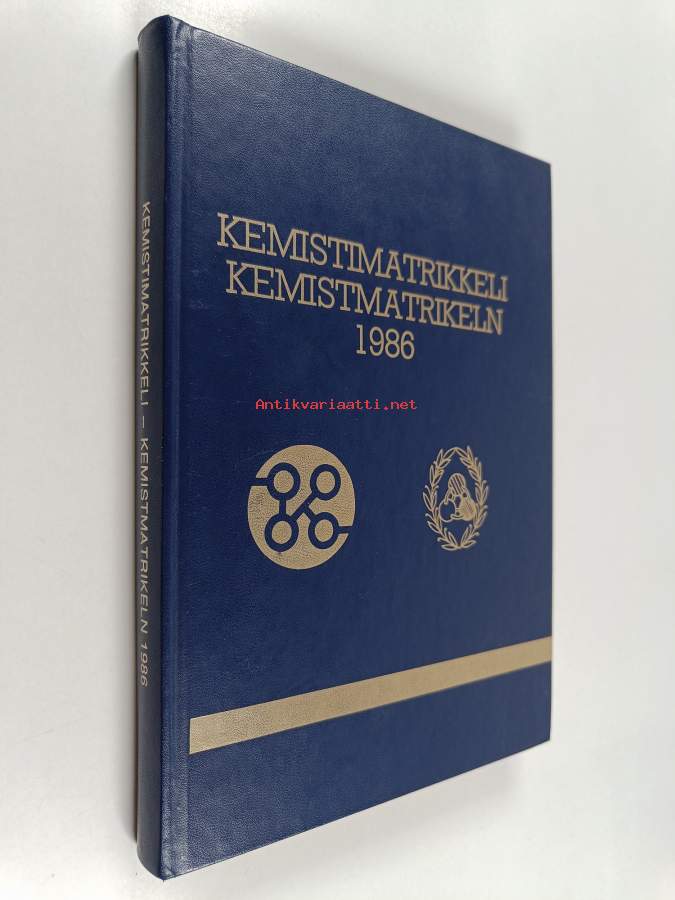 KEMISTIMATRIKKELI
KEMISTMATRIKELN
1986
Antikvariaatti.net
KEMISTIMATRIKKELI – KEMISTMATRIKELN 1986